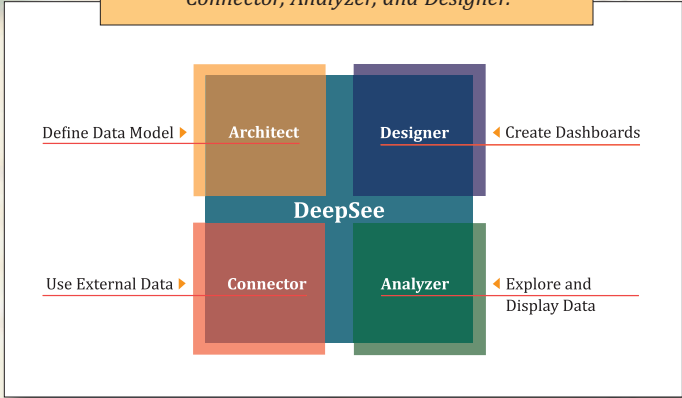 Connector, Analyzer, and Designer.
Define Data Model
Architect
Designer
Create Dashboards
DeepSee
Use External Data
Connector
Analyzer
Explore and
Display Data